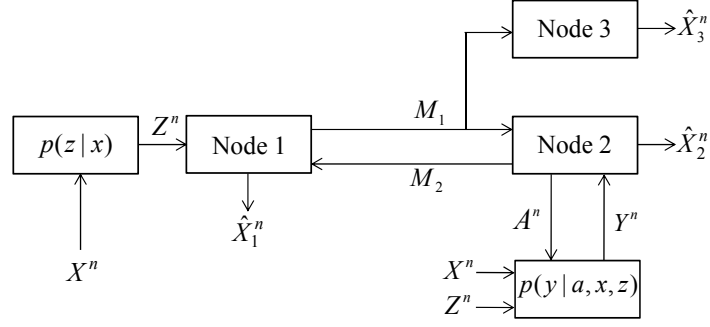 Node 3
X̂₃ⁿ
M₁
Zⁿ
p(z | x)
Node 1
Node 2
X̂₂ⁿ
M₂
X̂₁ⁿ
Aⁿ
Yⁿ
Xⁿ
Xⁿ
Zⁿ
p(y | a, x, z)